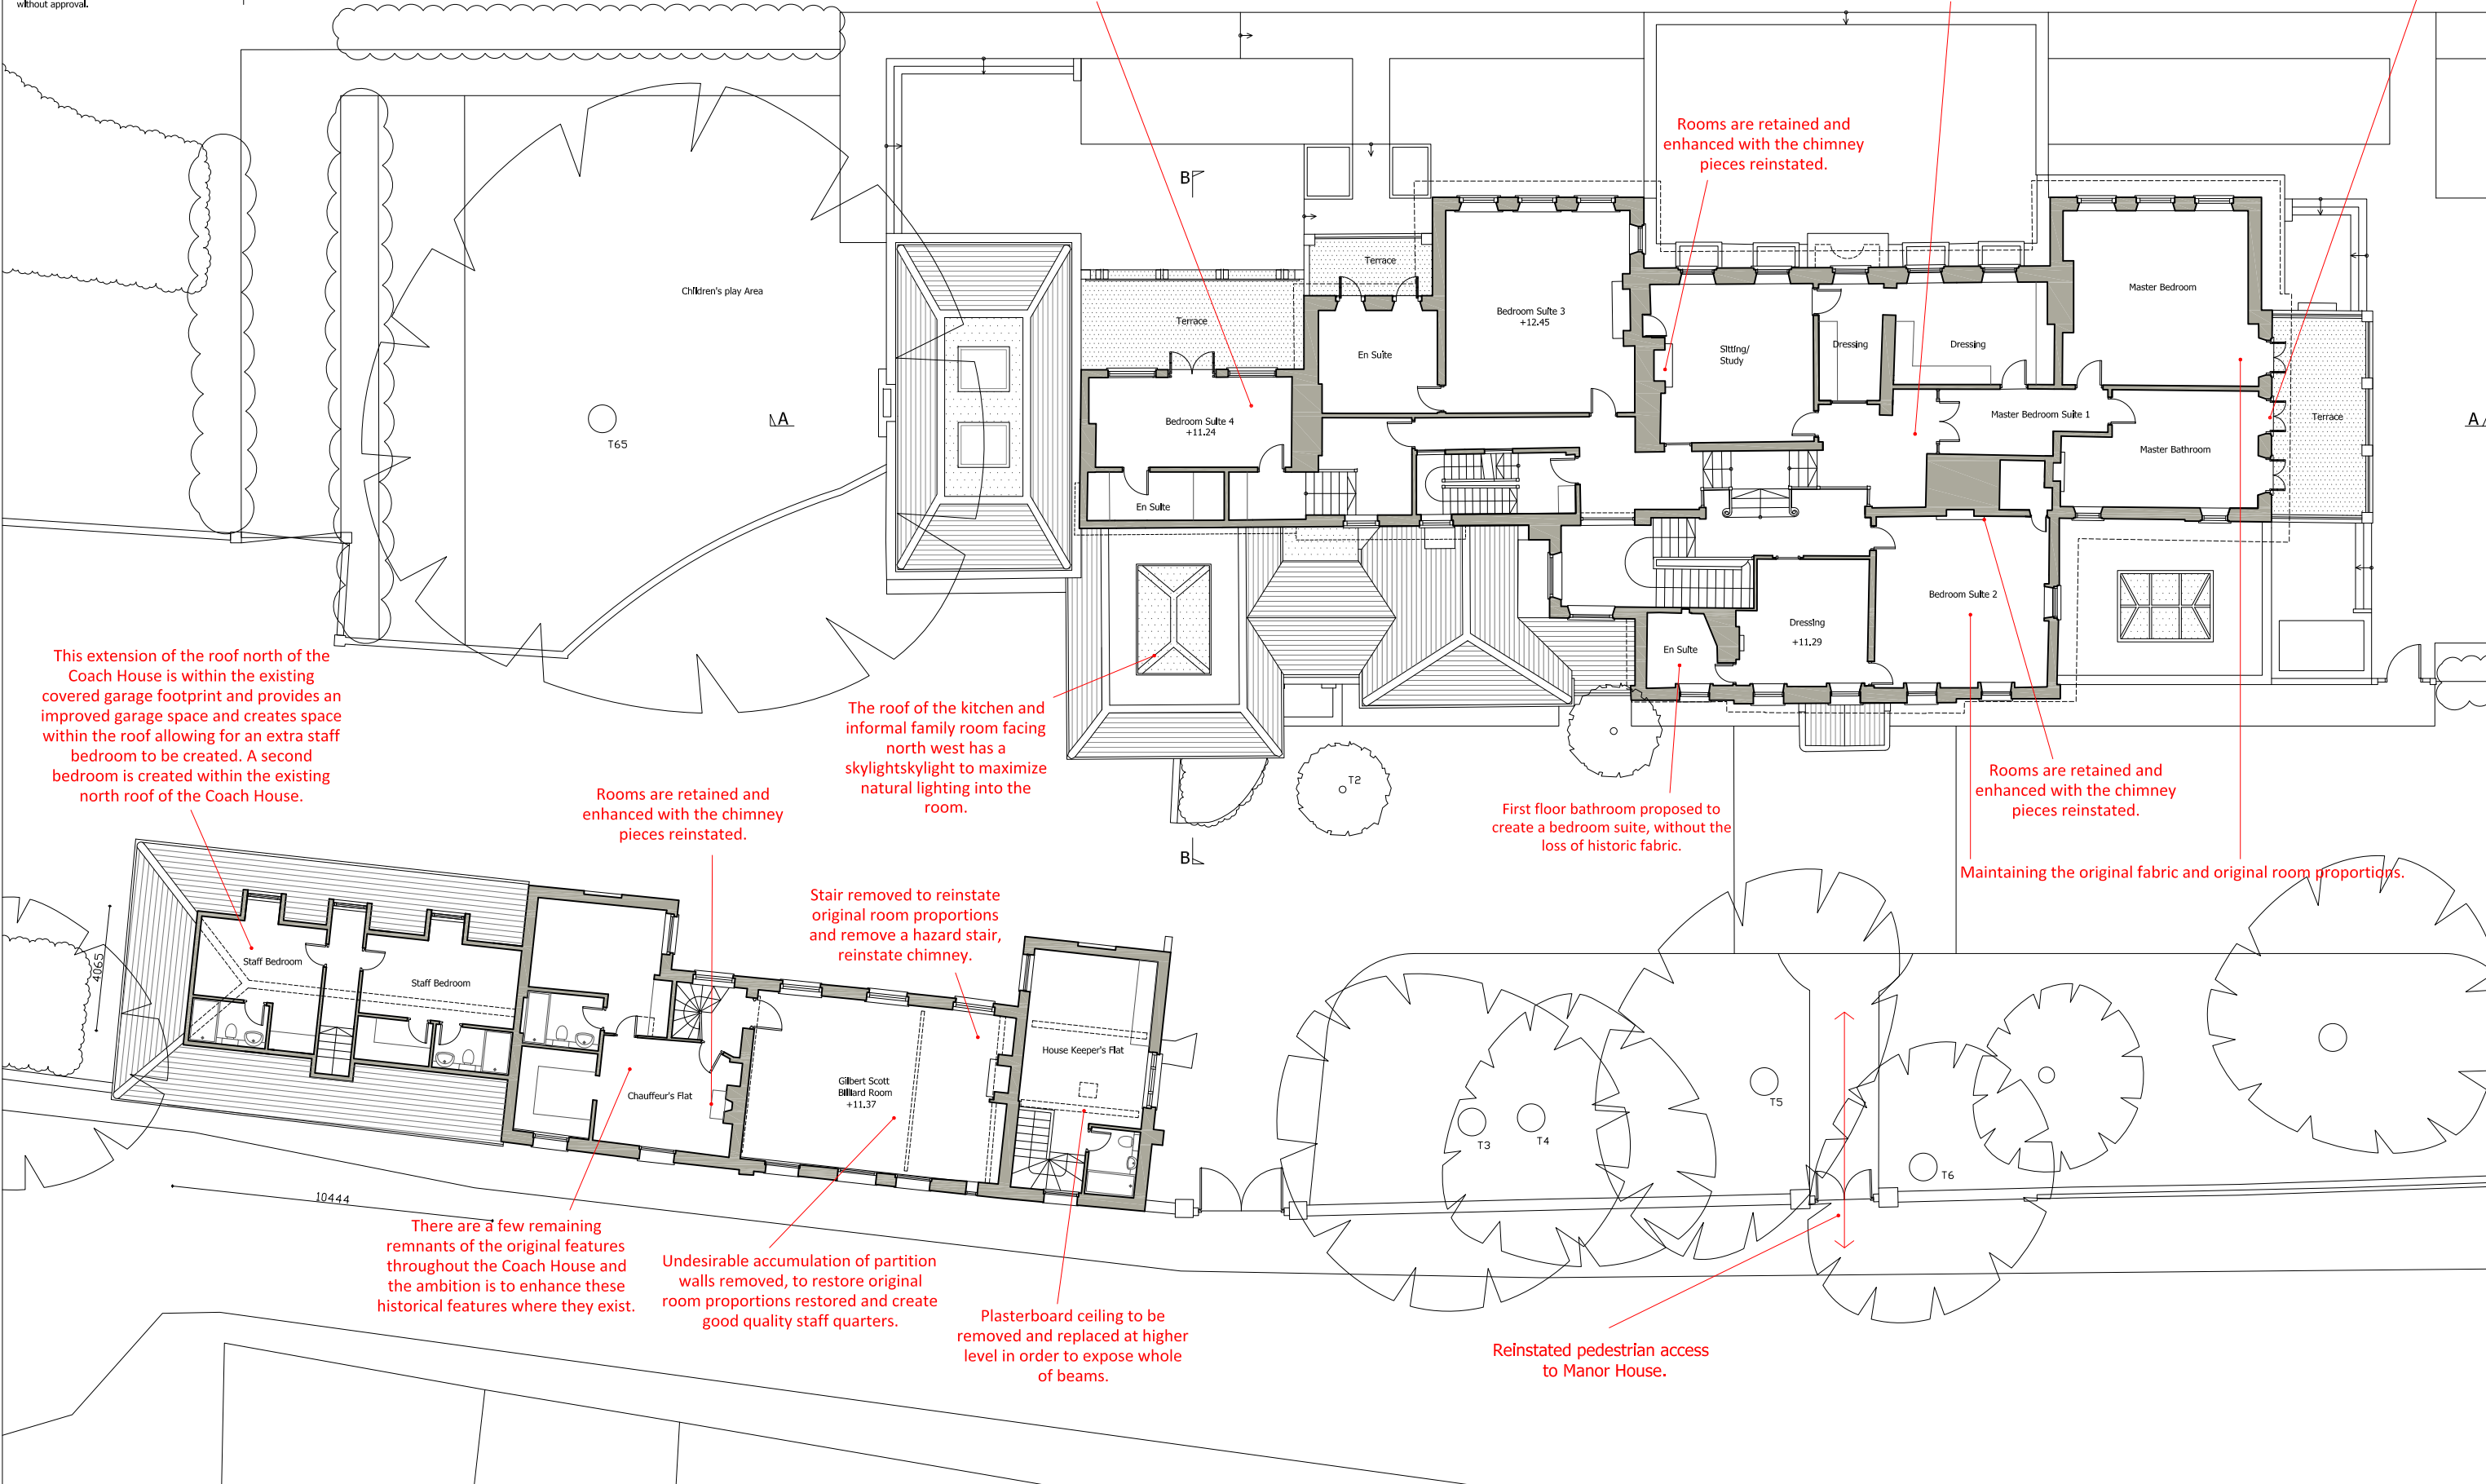 without approval.
Rooms are retained and
enhanced with the chimney
pieces reinstated.
B
Terrace
Children's play Area
Master Bedroom
Bedroom Suite 3
+12.45
Terrace
Sitting/
Study
Dressing
Dressing
En Suite
Master Bedroom Suite 1
Terrace
A
Bedroom Suite 4
+11.24
A
T65
Master Bathroom
En Suite
Bedroom Suite 2
Dressing
+11.29
En Suite
This extension of the roof north of the
Coach House is within the existing
covered garage footprint and provides an
improved garage space and creates space
within the roof allowing for an extra staff
bedroom to be created. A second
bedroom is created within the existing
north roof of the Coach House.
The roof of the kitchen and
informal family room facing
north west has a
skylightskylight to maximize
natural lighting into the
room.
T2
Rooms are retained and
enhanced with the chimney
pieces reinstated.
Rooms are retained and
enhanced with the chimney
pieces reinstated.
First floor bathroom proposed to
create a bedroom suite, without the
loss of historic fabric.
B
Maintaining the original fabric and original room proportions.
Stair removed to reinstate
original room proportions
and remove a hazard stair,
reinstate chimney.
4065
Staff Bedroom
Staff Bedroom
House Keeper's Flat
Gilbert Scott
Billiard Room
+11.37
Chauffeur's Flat
T5
T3
T4
T6
10444
There are a few remaining
remnants of the original features
throughout the Coach House and
the ambition is to enhance these
historical features where they exist.
Undesirable accumulation of partition
walls removed, to restore original
room proportions restored and create
good quality staff quarters.
Plasterboard ceiling to be
removed and replaced at higher
level in order to expose whole
of beams.
Reinstated pedestrian access
to Manor House.